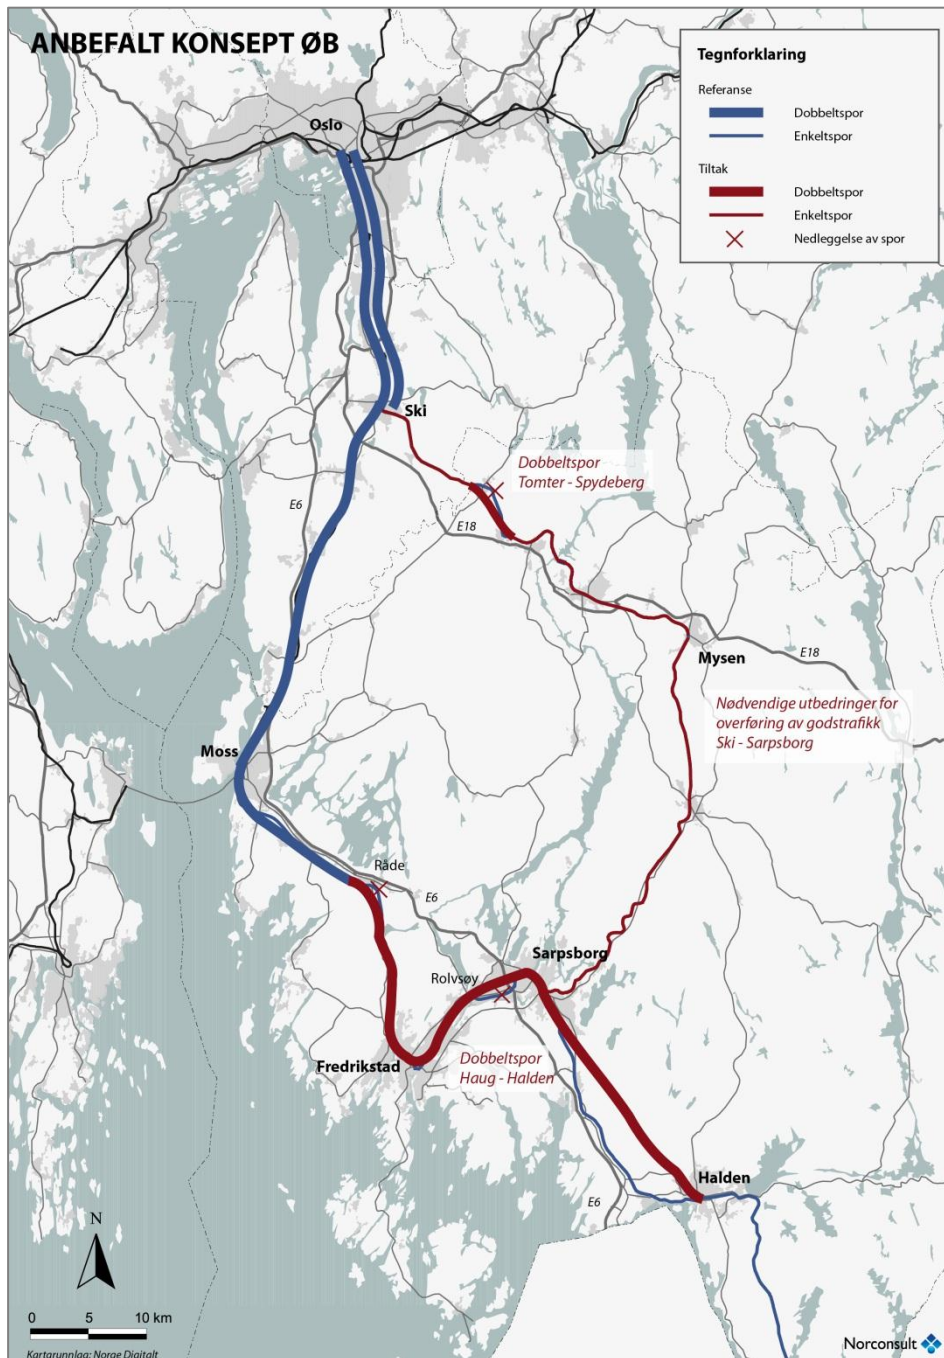 ANBEFALT KONSEPT ØB
Tegnforklaring
Referanse
Dobbeltspor
Enkeltspor
Tiltak
Dobbeltspor
Enkeltspor
Nedleggelse av spor
Oslo
Ski
Dobbeltspor
Tomter - Spydeberg
E6
E18
Mysen
E18
Nødvendige utbedringer for
overføring av godstrafikk
Ski - Sarpsborg
Moss
Råde
E6
Sarpsborg
Rolvsøy
Fredrikstad
Dobbeltspor
Haug - Halden
Halden
E6
N
0 5 10 km
Kartgrunnlag: Norge Digitalt
Norconsult